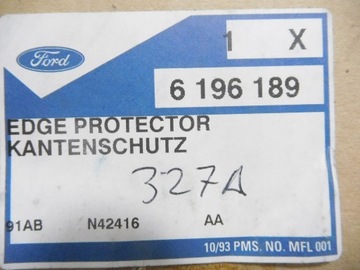 1 X
Ford
6 196 189
EDGE PROTECTOR
KANTENSCHUTZ
327A
91AB N42416 AA
10/93 PMS. NO. MFL 001